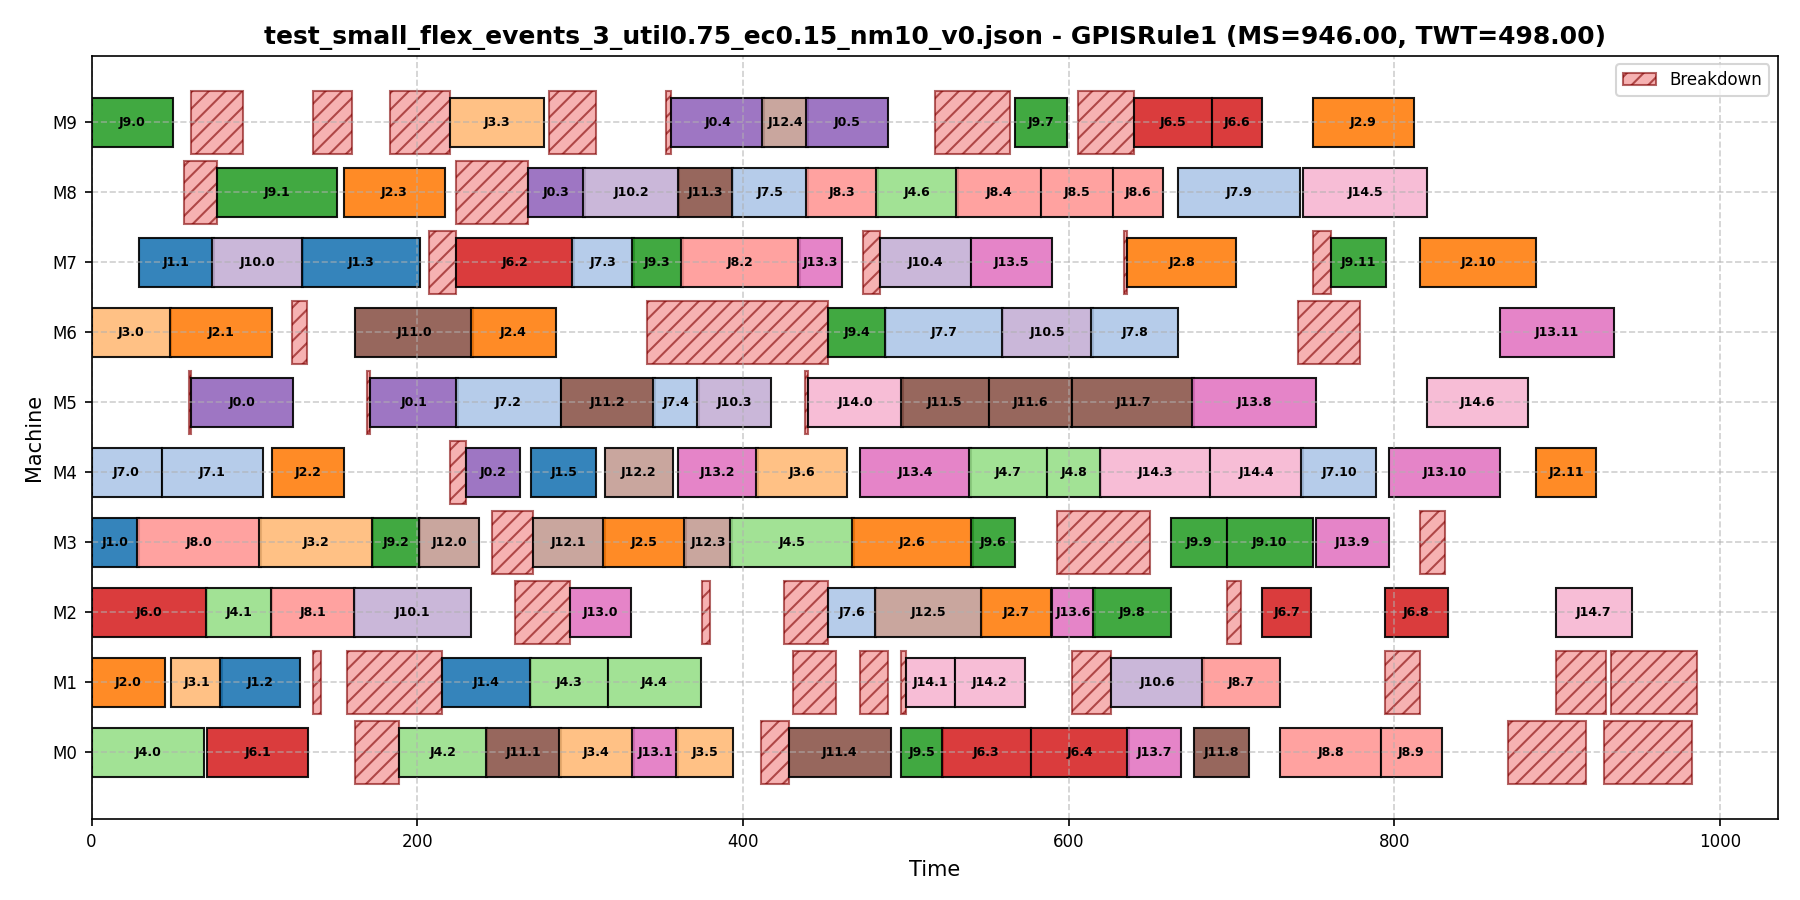 test_small_flex_events_3_util0.75_ec0.15_nm10_v0.json - GPISRule1 (MS=946.00, TWT=498.00)
Breakdown
M9 J9.0 J3.3 J0.4 J12.4 J0.5 J9.7 J6.5 J6.6 J2.9
M8 J9.1 J2.3 J0.3 J10.2 J11.3 J7.5 J8.3 J4.6 J8.4 J8.5 J8.6 J7.9 J14.5
M7 J1.1 J10.0 J1.3 J6.2 J7.3 J9.3 J8.2 J13.3 J10.4 J13.5 J2.8 J9.11 J2.10
M6 J3.0 J2.1 J11.0 J2.4 J9.4 J7.7 J10.5 J7.8 J13.11
M5 J0.0 J0.1 J7.2 J11.2 J7.4 J10.3 J14.0 J11.5 J11.6 J11.7 J13.8 J14.6
M4 J7.0 J7.1 J2.2 J0.2 J1.5 J12.2 J13.2 J3.6 J13.4 J4.7 J4.8 J14.3 J14.4 J7.10 J13.10 J2.11
M3 J1.0 J8.0 J3.2 J9.2 J12.0 J12.1 J2.5 J12.3 J4.5 J2.6 J9.6 J9.9 J9.10 J13.9
M2 J6.0 J4.1 J8.1 J10.1 J13.0 J7.6 J12.5 J2.7 J13.6 J9.8 J6.7 J6.8 J14.7
M1 J2.0 J3.1 J1.2 J1.4 J4.3 J4.4 J14.1 J14.2 J10.6 J8.7
M0 J4.0 J6.1 J4.2 J11.1 J3.4 J13.1 J3.5 J11.4 J9.5 J6.3 J6.4 J13.7 J11.8 J8.8 J8.9
Machine
0 200 400 600 800 1000
Time